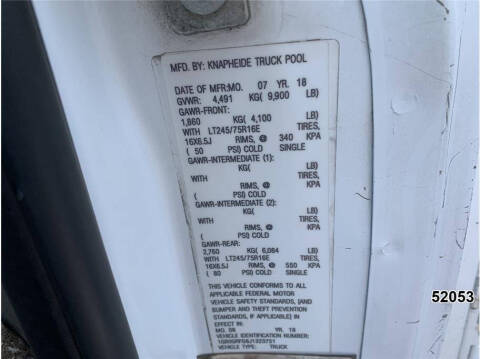 MFD. BY: KNAPHEIDE TRUCK POOL
DATE OF MFR:MO. 07 YR. 18
GVWR: 4,491 KG( 9,900 LB)
GAWR-FRONT:
1,860 KG( 4,100 LB)
WITH LT245/75R16E TIRES,
16X6.5J RIMS, @ 340 KPA
( 50 PSI) COLD SINGLE
GAWR-INTERMEDIATE (1):
KG( LB)
WITH TIRES,
RIMS, @ KPA
( PSI) COLD
GAWR-INTERMEDIATE (2):
KG( LB)
WITH TIRES,
RIMS, @ KPA
( PSI) COLD
GAWR-REAR:
2,760 KG( 6,084 LB)
WITH LT245/75R16E TIRES,
16X6.5J RIMS, @ 550 KPA
( 80 PSI) COLD SINGLE
THIS VEHICLE CONFORMS TO ALL
APPLICABLE FEDERAL MOTOR
VEHICLE SAFETY STANDARDS, (AND
BUMPER AND THEFT PREVENTION
STANDARDS, IF APPLICABLE)
IN EFFECT IN:
MO. 08 YR. 18
VEHICLE IDENTIFICATION NUMBER:
VEHICLE TYPE: TRUCK
52053